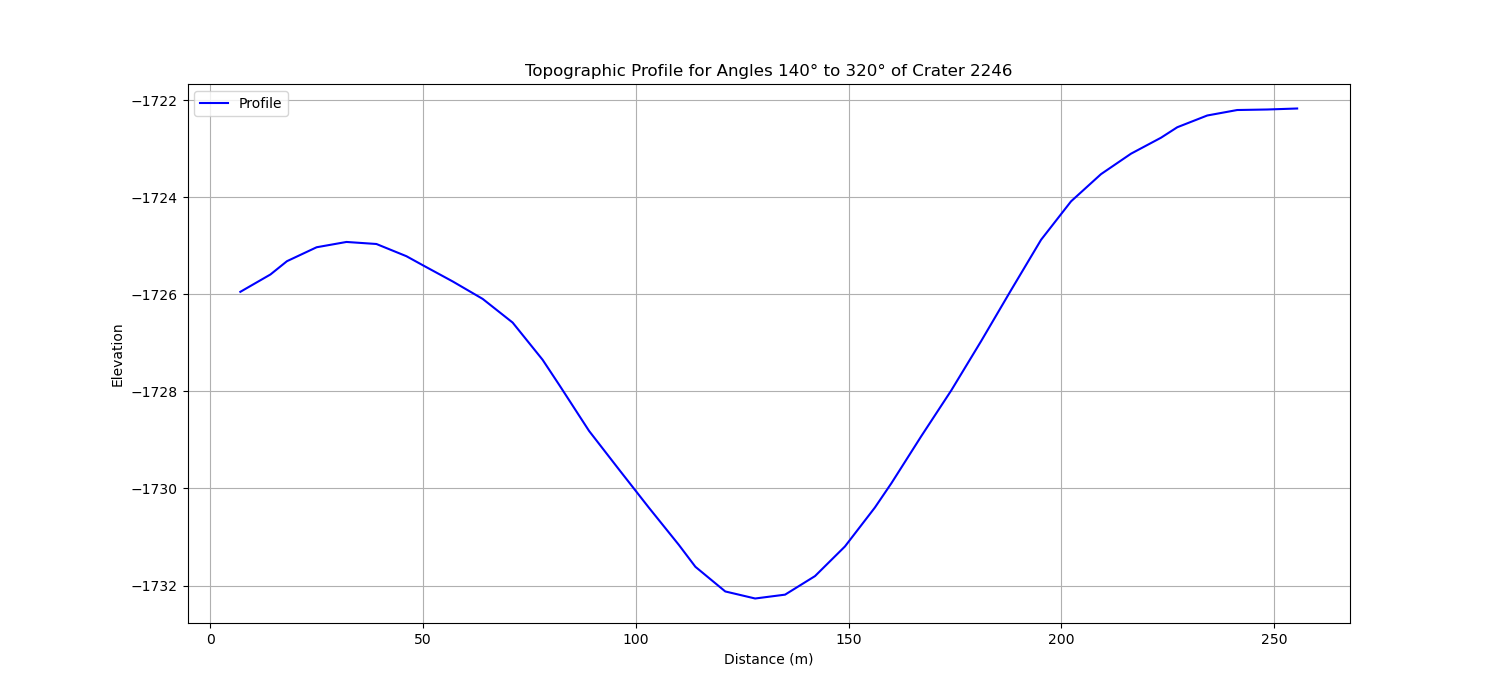 Topographic Profile for Angles 140° to 320° of Crater 2246
Profile
−1722
−1724
−1726
−1728
−1730
−1732
Elevation
0 50 100 150 200 250
Distance (m)